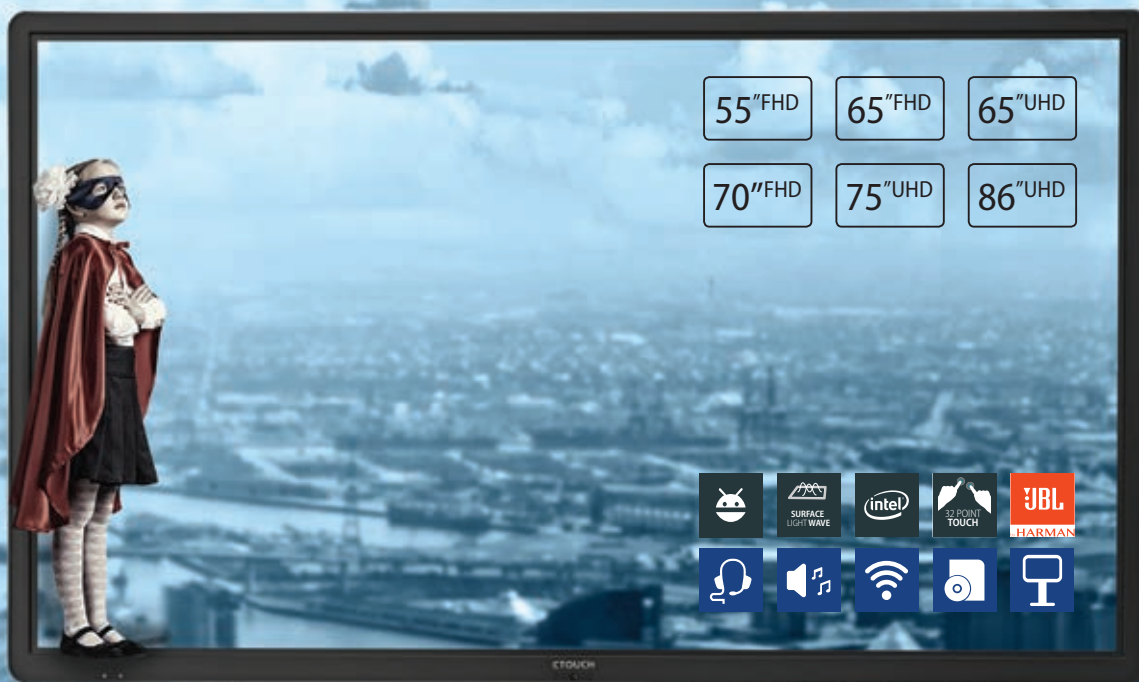 55”FHD
65”FHD
65”UHD
70”FHD
75”UHD
86”UHD
SURFACE
LIGHT WAVE
intel
32 POINT
TOUCH
JBL
HARMAN
CTOUCH